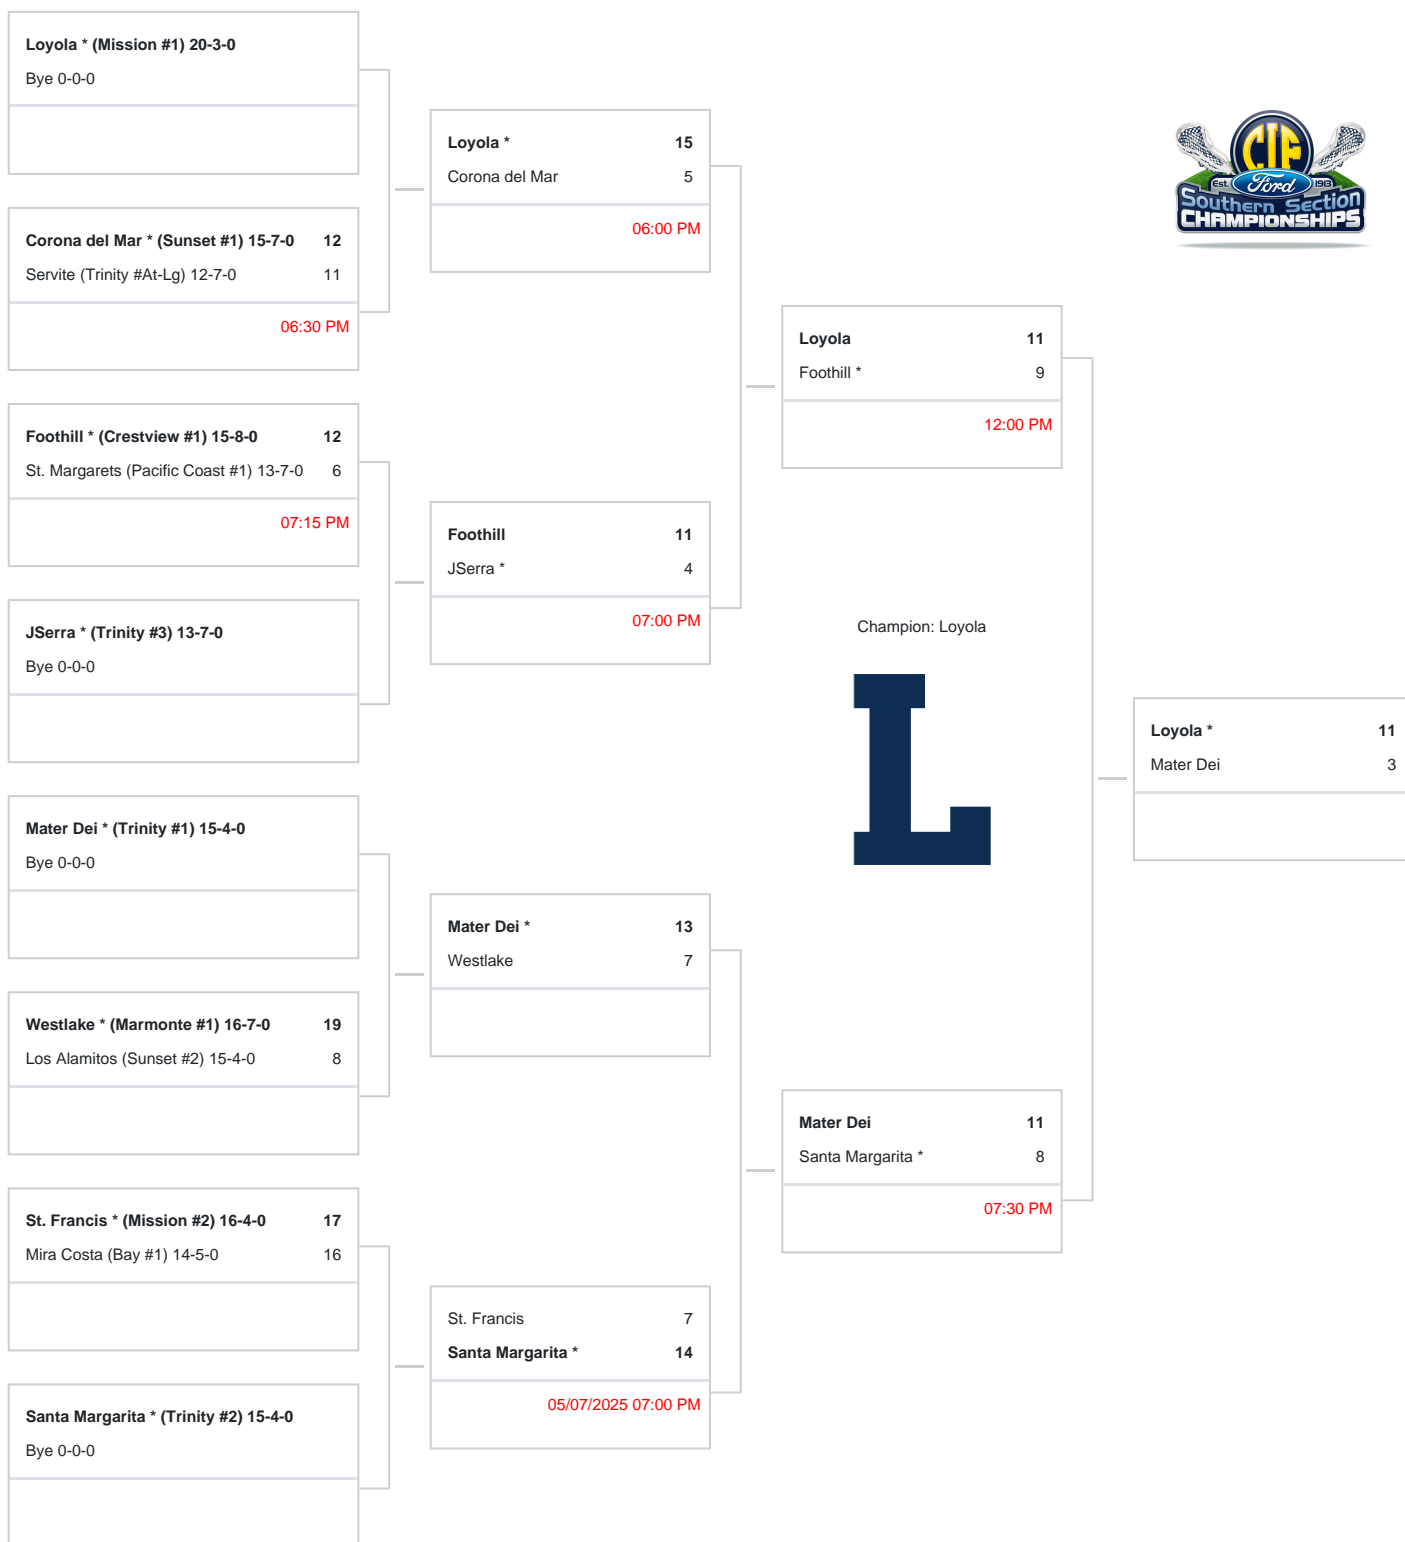 Loyola * (Mission #1) 20-3-0
Bye 0-0-0
Corona del Mar * (Sunset #1) 15-7-0 12
Servite (Trinity #At-Lg) 12-7-0 11
06:30 PM
Foothill * (Crestview #1) 15-8-0 12
St. Margarets (Pacific Coast #1) 13-7-0 6
07:15 PM
JSerra * (Trinity #3) 13-7-0
Bye 0-0-0
Mater Dei * (Trinity #1) 15-4-0
Bye 0-0-0
Westlake * (Marmonte #1) 16-7-0 19
Los Alamitos (Sunset #2) 15-4-0 8
St. Francis * (Mission #2) 16-4-0 17
Mira Costa (Bay #1) 14-5-0 16
Santa Margarita * (Trinity #2) 15-4-0
Bye 0-0-0
Loyola * 15
Corona del Mar 5
06:00 PM
Foothill 11
JSerra * 4
07:00 PM
Mater Dei * 13
Westlake 7
St. Francis 7
Santa Margarita * 14
05/07/2025 07:00 PM
Loyola 11
Foothill * 9
12:00 PM
Champion: Loyola
L
Mater Dei 11
Santa Margarita * 8
07:30 PM
CIF
Est. Ford 1913
Southern Section
CHAMPIONSHIPS
Loyola * 11
Mater Dei 3